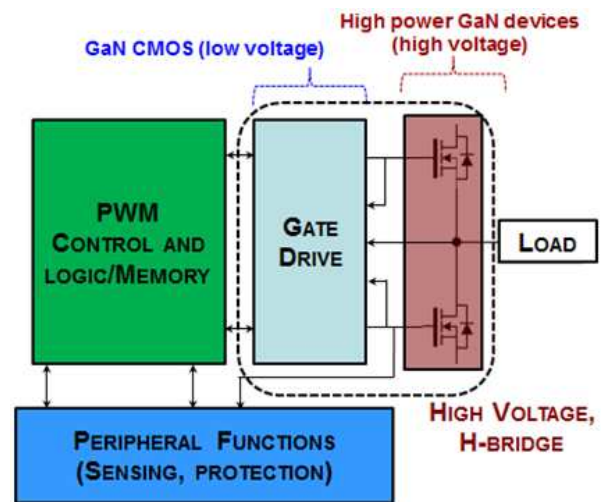 High power GaN devices
(high voltage)
GaN CMOS (low voltage)
PWM
CONTROL AND
LOGIC/MEMORY
GATE
DRIVE
LOAD
HIGH VOLTAGE,
H-BRIDGE
PERIPHERAL FUNCTIONS
(SENSING, PROTECTION)